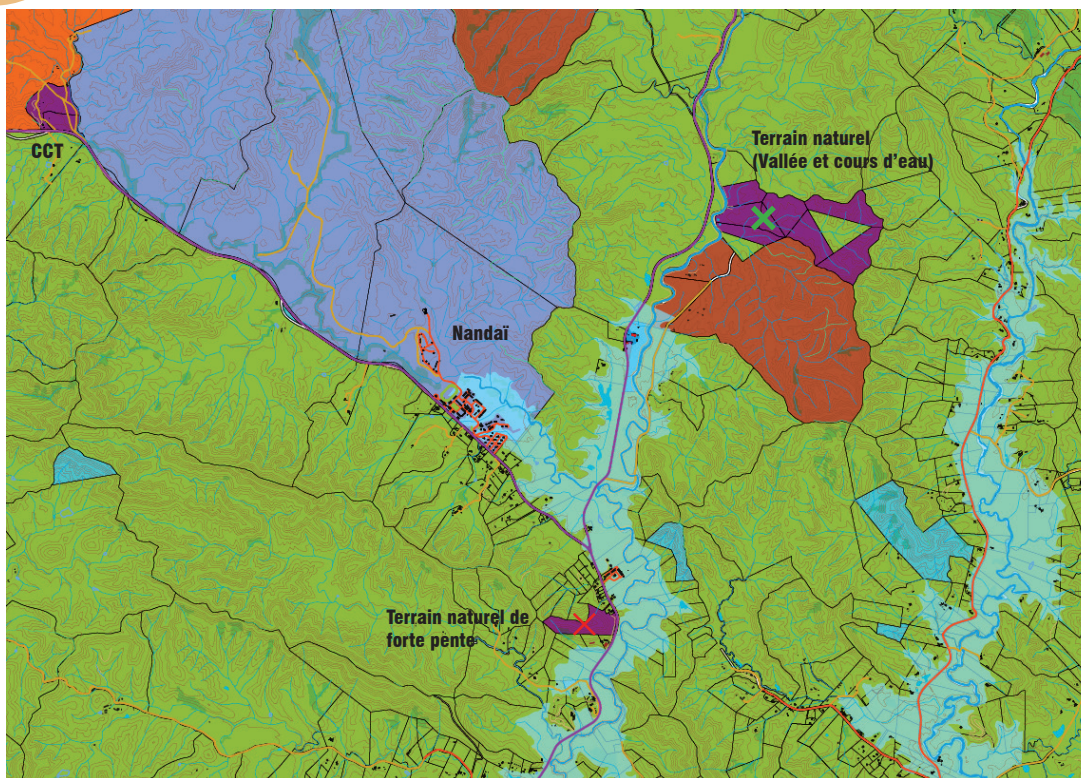 CCT
Terrain naturel
(Vallée et cours d'eau)
Nandaï
Terrain naturel de
forte pente